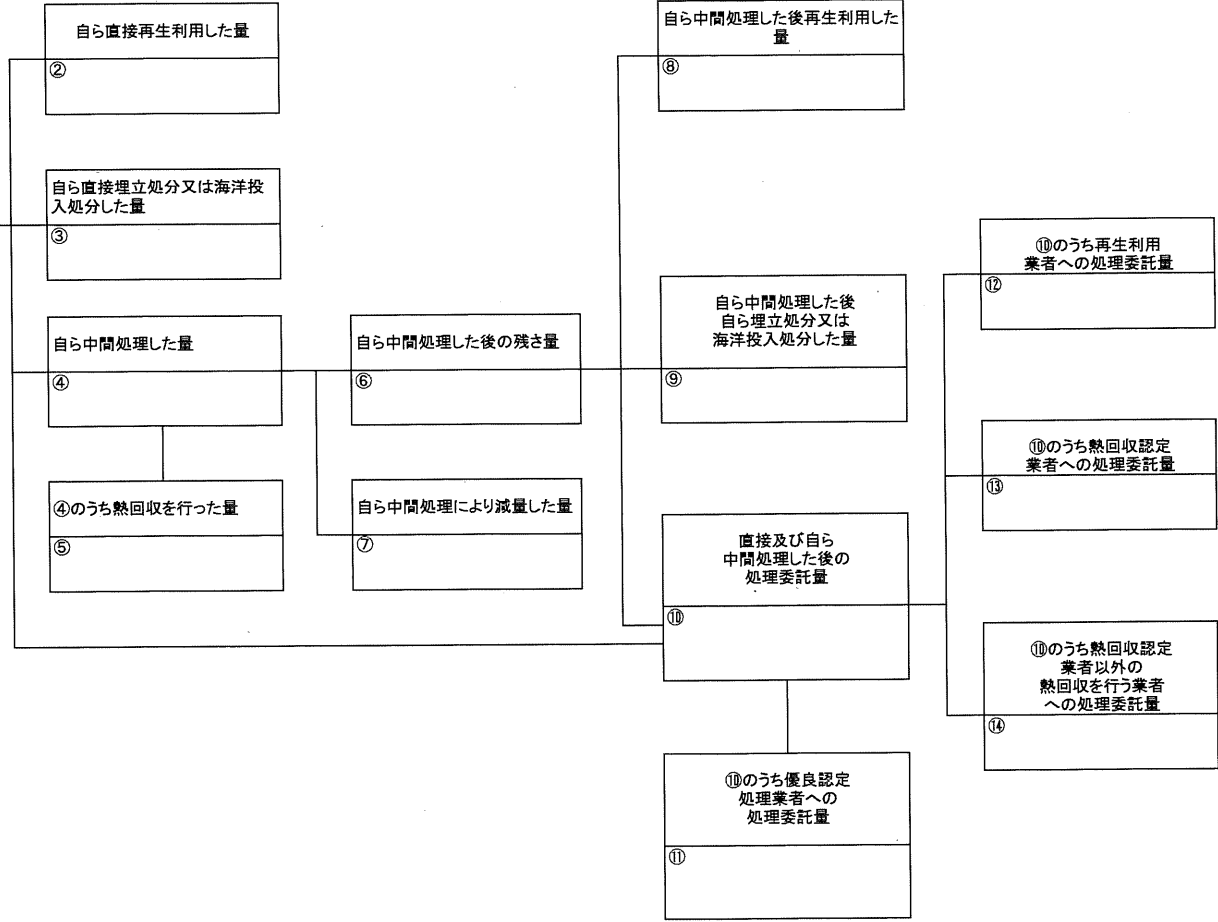 自ら直接再生利用した量
②
自ら直接埋立処分又は海洋投
入処分した量
③
自ら中間処理した量
④
④のうち熱回収を行った量
⑤
自ら中間処理した後の残さ量
⑥
自ら中間処理により減量した量
⑦
自ら中間処理した後再生利用した
量
⑧
自ら中間処理した後
自ら埋立処分又は
海洋投入処分した量
⑨
直接及び自ら
中間処理した後の
処理委託量
⑩
⑩のうち優良認定
処理業者への
処理委託量
⑪
⑩のうち再生利用
業者への処理委託量
⑫
⑩のうち熱回収認定
業者への処理委託量
⑬
⑩のうち熱回収認定
業者以外の
熱回収を行う業者
への処理委託量
⑭